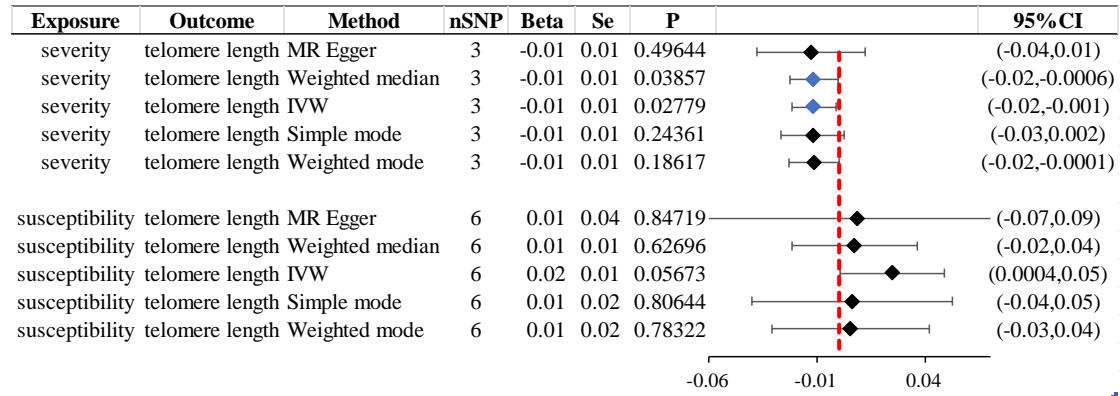 Exposure Outcome Method nSNP Beta Se P 95%CI
severity telomere length MR Egger 3 -0.01 0.01 0.49644 (-0.04,0.01)
severity telomere length Weighted median 3 -0.01 0.01 0.03857 (-0.02,-0.0006)
severity telomere length IVW 3 -0.01 0.01 0.02779 (-0.02,-0.001)
severity telomere length Simple mode 3 -0.01 0.01 0.24361 (-0.03,0.002)
severity telomere length Weighted mode 3 -0.01 0.01 0.18617 (-0.02,-0.0001)
susceptibility telomere length MR Egger 6 0.01 0.04 0.84719 (-0.07,0.09)
susceptibility telomere length Weighted median 6 0.01 0.01 0.62696 (-0.02,0.04)
susceptibility telomere length IVW 6 0.02 0.01 0.05673 (0.0004,0.05)
susceptibility telomere length Simple mode 6 0.01 0.02 0.80644 (-0.04,0.05)
susceptibility telomere length Weighted mode 6 0.01 0.02 0.78322 (-0.03,0.04)
-0.06 -0.01 0.04